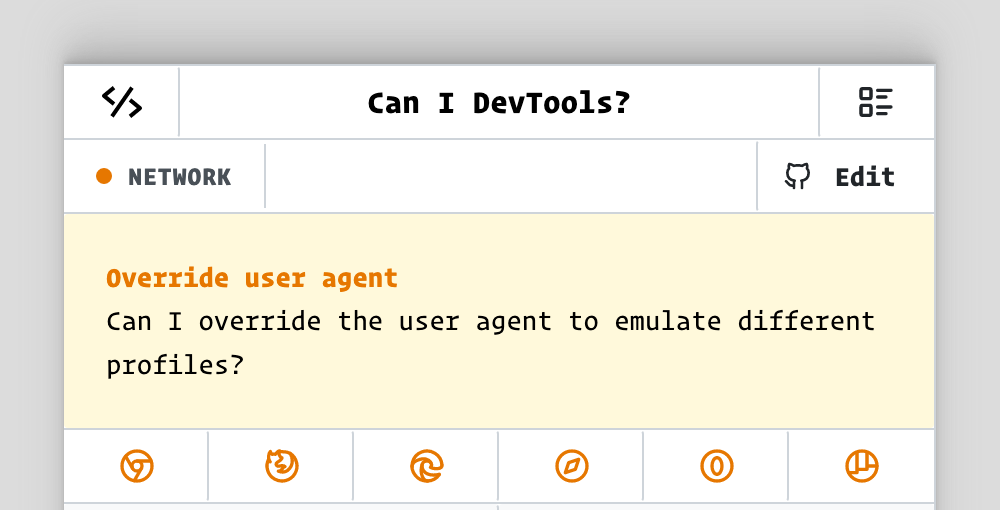 Can I DevTools?
NETWORK
Edit
Override user agent
Can I override the user agent to emulate different
profiles?